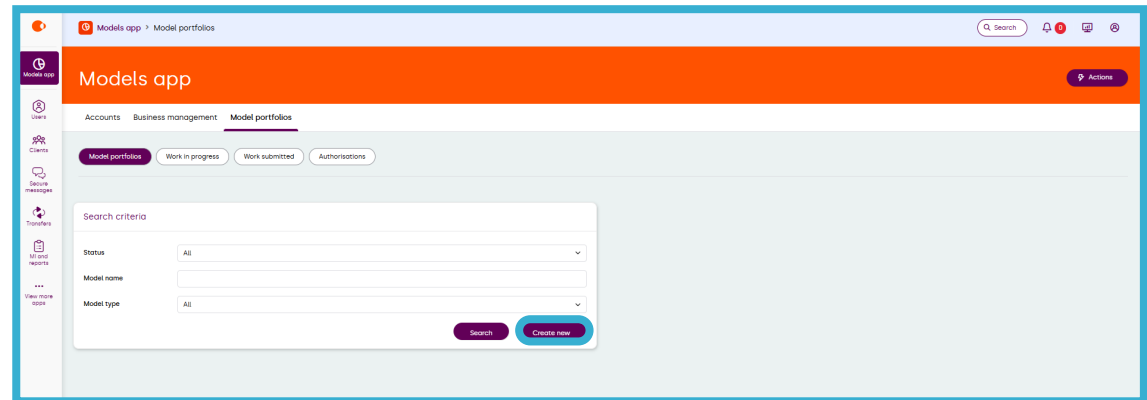 Models app > Model portfolios
Search
0
Models app
Models app
Actions
Users
Clients
Secure
messages
Transfers
MI and
reports
View more
apps
Accounts Business management Model portfolios
Model portfolios Work in progress Work submitted Authorisations
Search criteria
Status All
Model name
Model type All
Search Create new